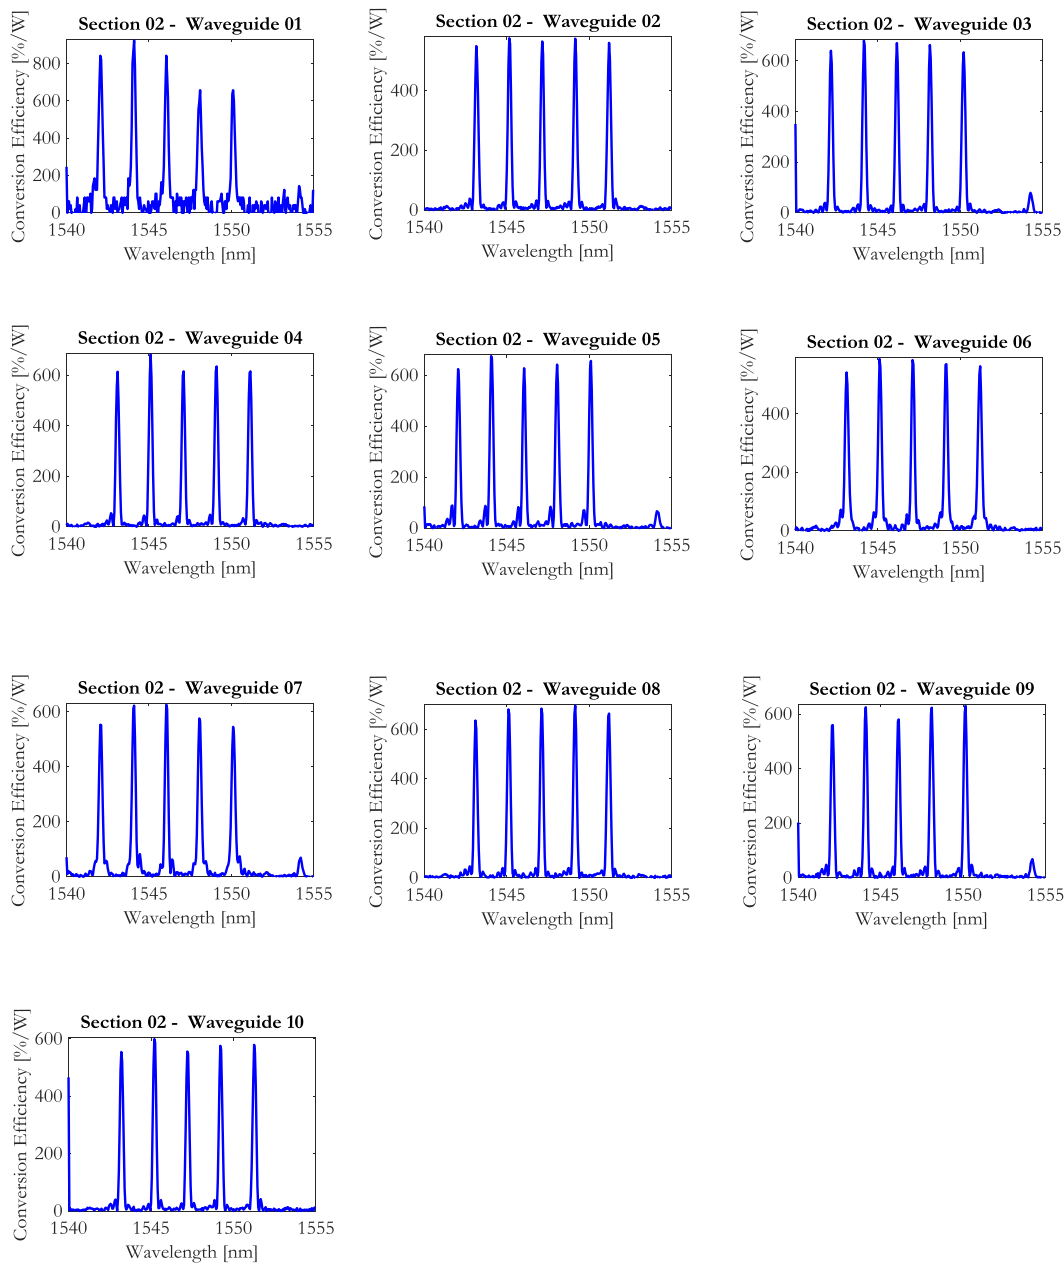 Section 02 -  Waveguide 01
Conversion Efficiency [%/W]
800
600
400
200
0
1540 1545 1550 1555
Wavelength [nm]
Section 02 -  Waveguide 02
Conversion Efficiency [%/W]
400
200
0
1540 1545 1550 1555
Wavelength [nm]
Section 02 -  Waveguide 03
Conversion Efficiency [%/W]
600
400
200
0
1540 1545 1550 1555
Wavelength [nm]
Section 02 -  Waveguide 04
Conversion Efficiency [%/W]
600
400
200
0
1540 1545 1550 1555
Wavelength [nm]
Section 02 -  Waveguide 05
Conversion Efficiency [%/W]
600
400
200
0
1540 1545 1550 1555
Wavelength [nm]
Section 02 -  Waveguide 06
Conversion Efficiency [%/W]
400
200
0
1540 1545 1550 1555
Wavelength [nm]
Section 02 -  Waveguide 07
Conversion Efficiency [%/W]
600
400
200
0
1540 1545 1550 1555
Wavelength [nm]
Section 02 -  Waveguide 08
Conversion Efficiency [%/W]
600
400
200
0
1540 1545 1550 1555
Wavelength [nm]
Section 02 -  Waveguide 09
Conversion Efficiency [%/W]
600
400
200
0
1540 1545 1550 1555
Wavelength [nm]
Section 02 -  Waveguide 10
Conversion Efficiency [%/W]
600
400
200
0
1540 1545 1550 1555
Wavelength [nm]